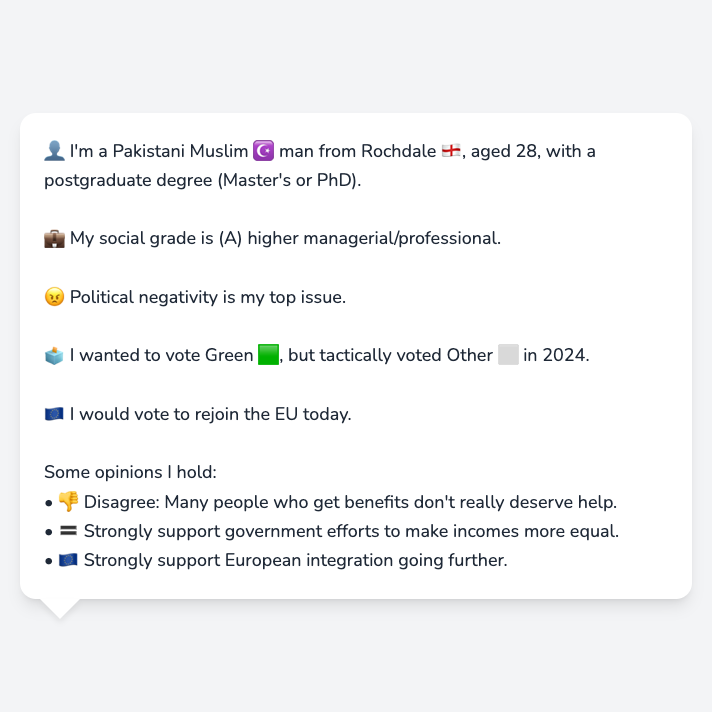 👤 I'm a Pakistani Muslim ☪️ man from Rochdale 🏴󠁧󠁢󠁥󠁮󠁧󠁿, aged 28, with a
postgraduate degree (Master's or PhD).
💼 My social grade is (A) higher managerial/professional.
😠 Political negativity is my top issue.
🗳️ I wanted to vote Green 🟩, but tactically voted Other ⬜ in 2024.
🇪🇺 I would vote to rejoin the EU today.
Some opinions I hold:
• 👎 Disagree: Many people who get benefits don't really deserve help.
• 🟰 Strongly support government efforts to make incomes more equal.
• 🇪🇺 Strongly support European integration going further.